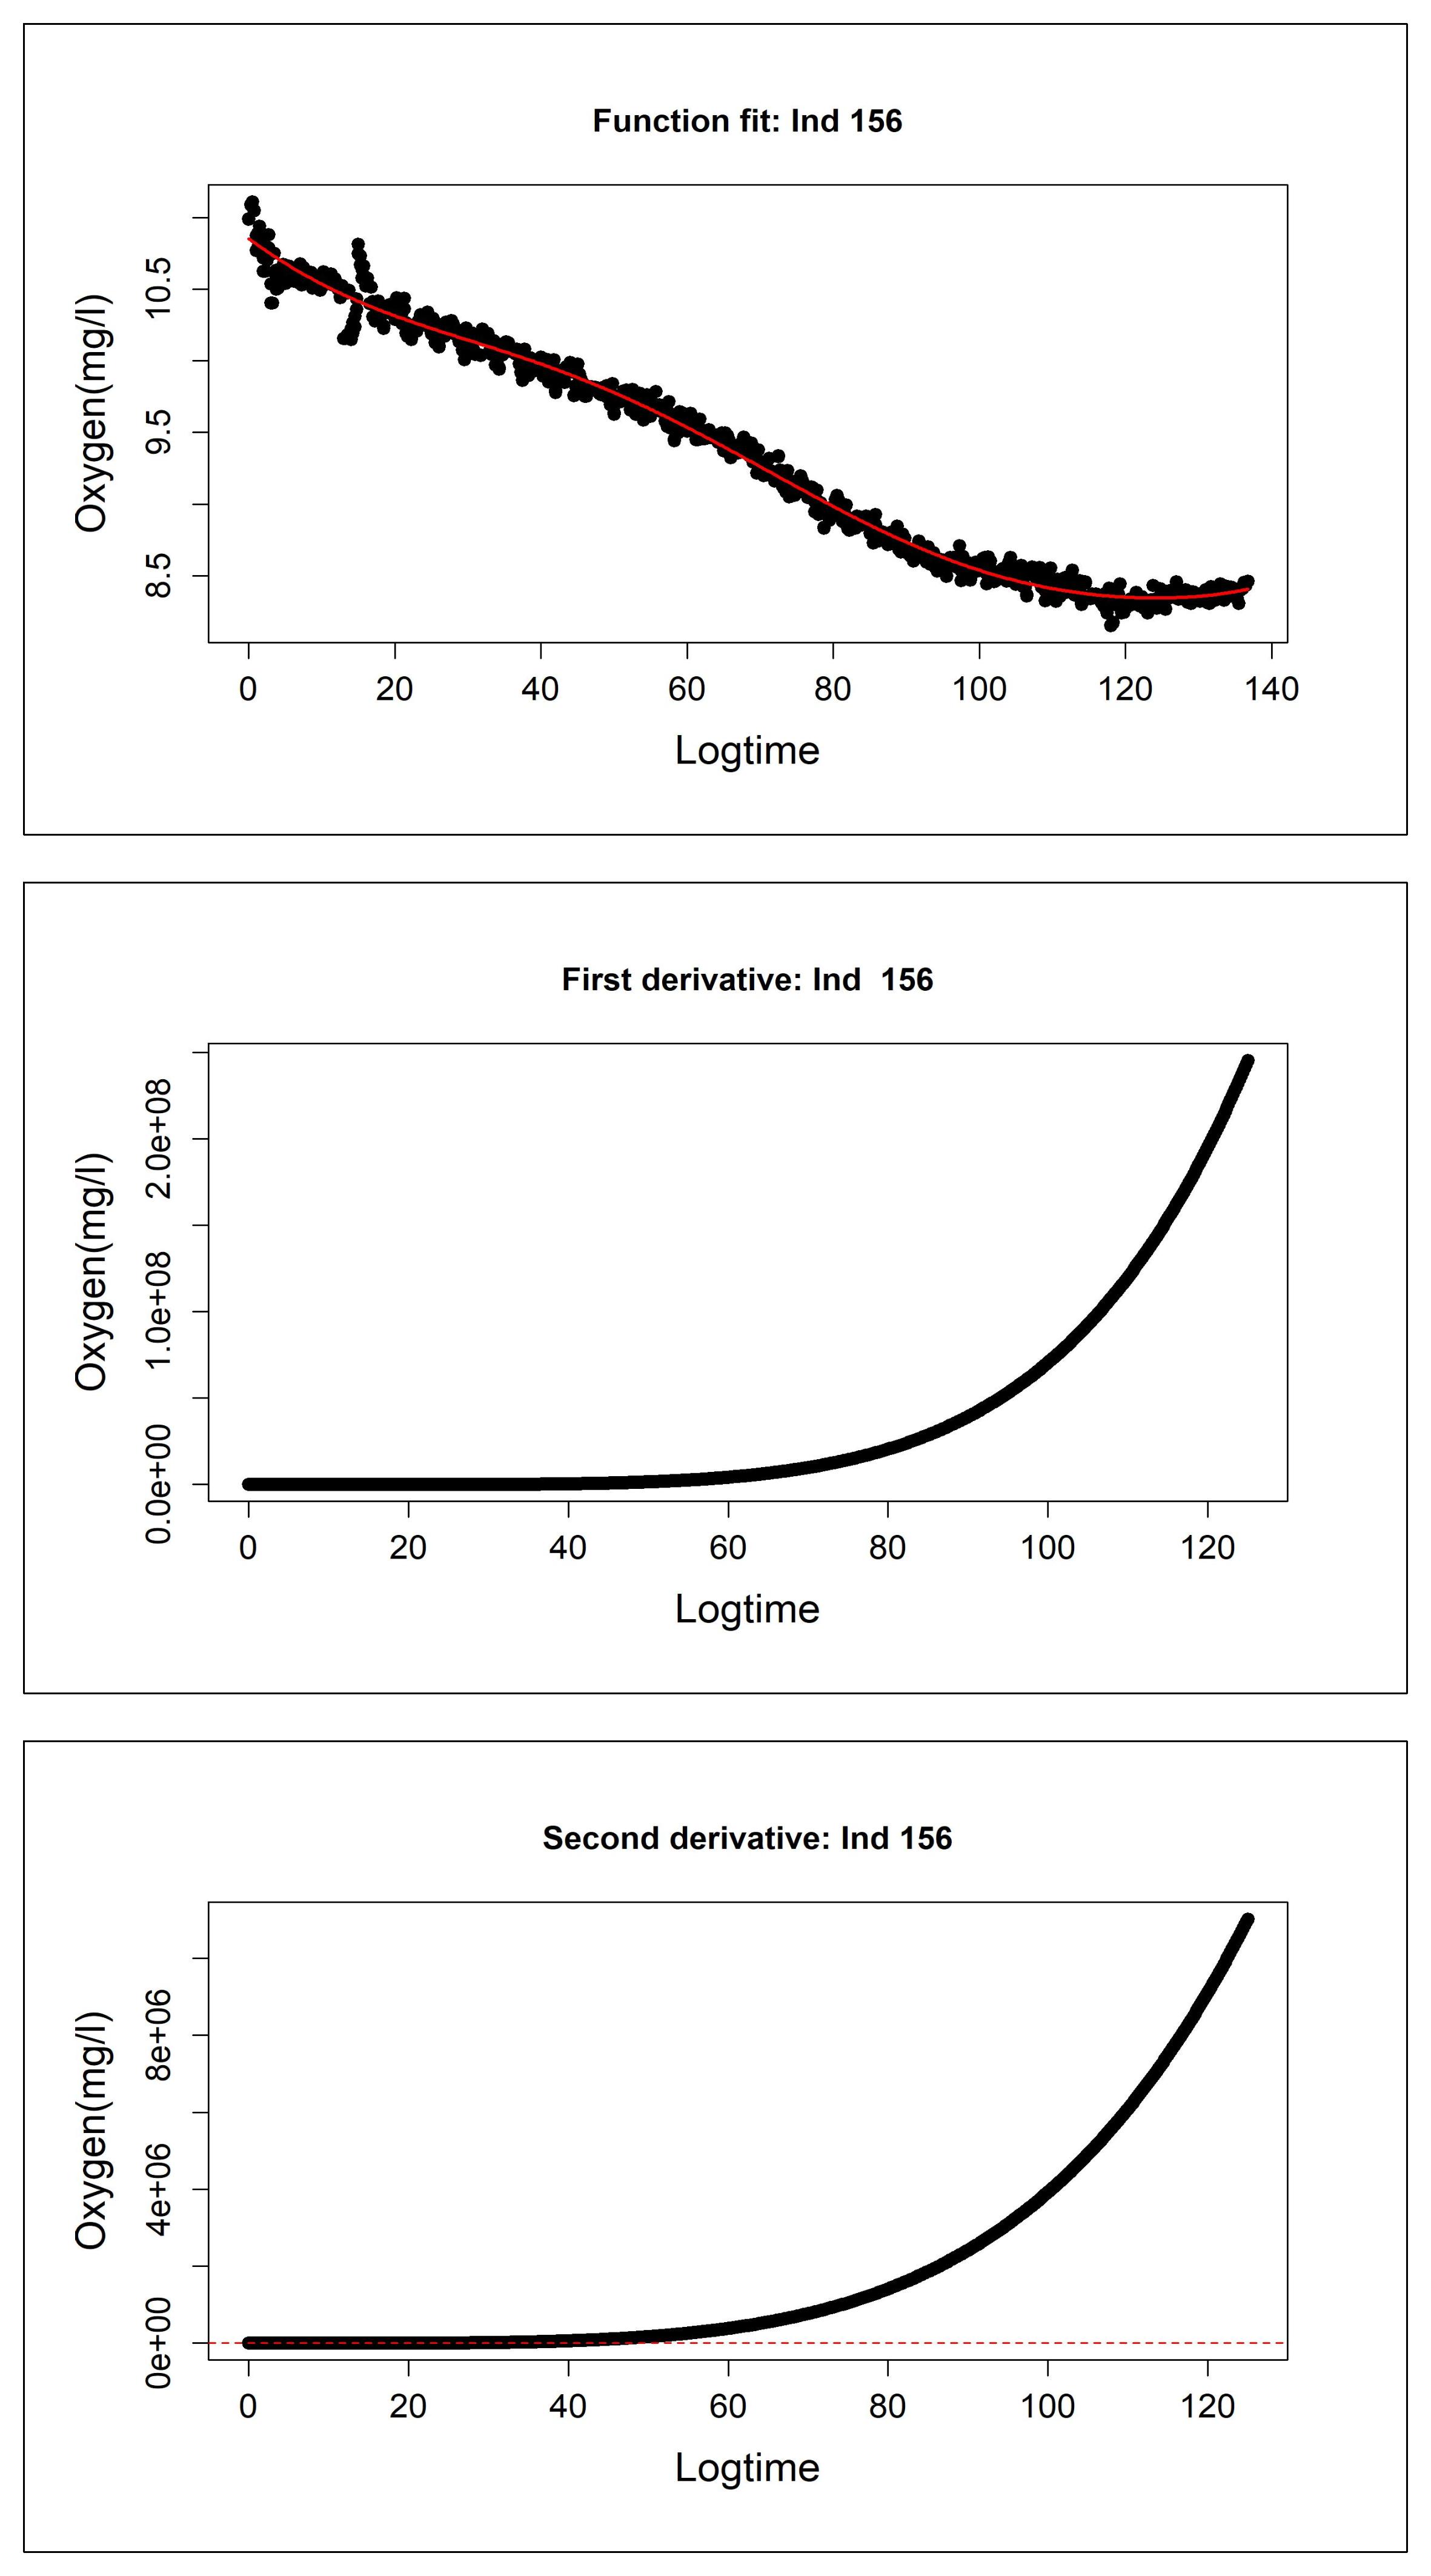 Function fit: Ind 156
Oxygen(mg/l)
10.5
9.5
8.5
0 20 40 60 80 100 120 140
Logtime
First derivative: Ind  156
Oxygen(mg/l)
2.0e+08
1.0e+08
0.0e+00
0 20 40 60 80 100 120
Logtime
Second derivative: Ind 156
Oxygen(mg/l)
8e+06
4e+06
0e+00
0 20 40 60 80 100 120
Logtime